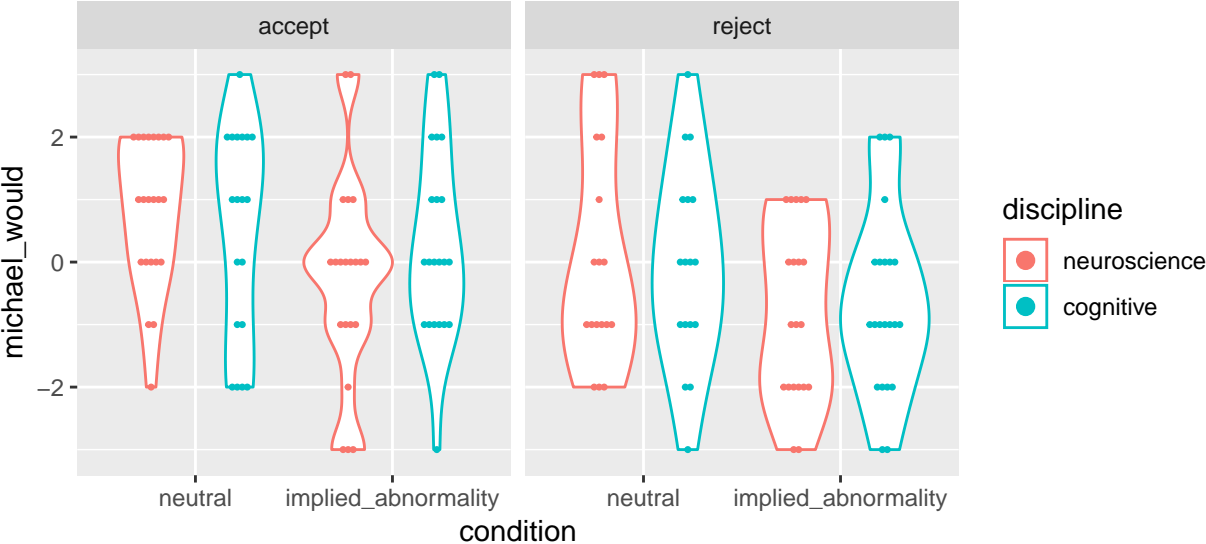 accept
reject
michael_would
2
0
−2
neutral
implied_abnormality
neutral
implied_abnormality
condition
discipline
neuroscience
cognitive